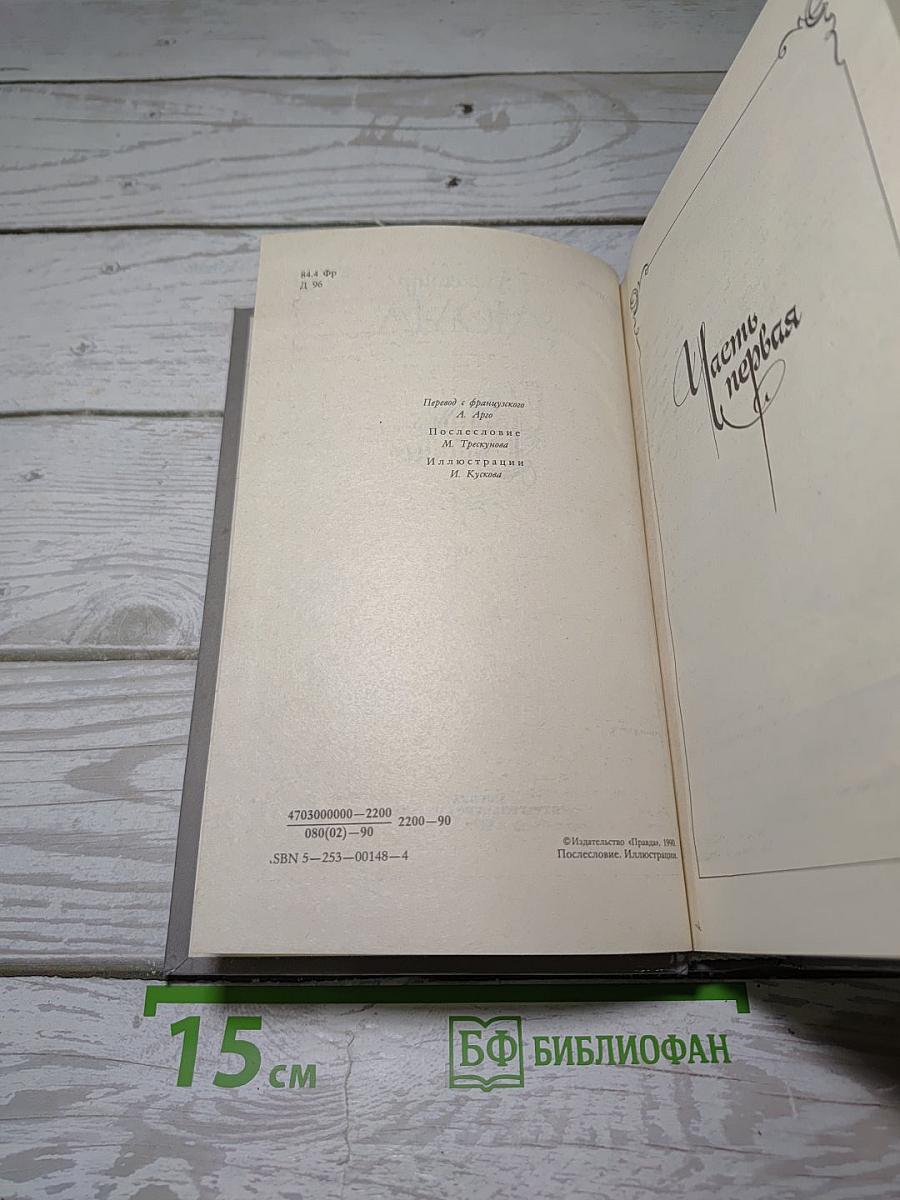 84.4 Фр
Д 96
Перевод с французского
А. Арго
Послесловие
М. Трескунова
Иллюстрации
И. Кускова
4703000000—2200
080(02)—90
2200—90
ISBN 5—253—00148—4
©Издательство «Правда», 1990.
Послесловие. Иллюстрации.
Часть
первая
15 см
БФ БИБЛИОФАН